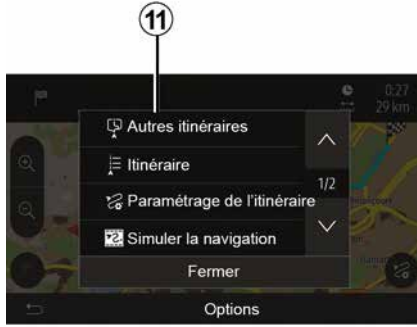 11
0:27
29 km
Autres itinéraires
Itinéraire
1/2
Paramétrage de l'itinéraire
Simuler la navigation
Fermer
Options